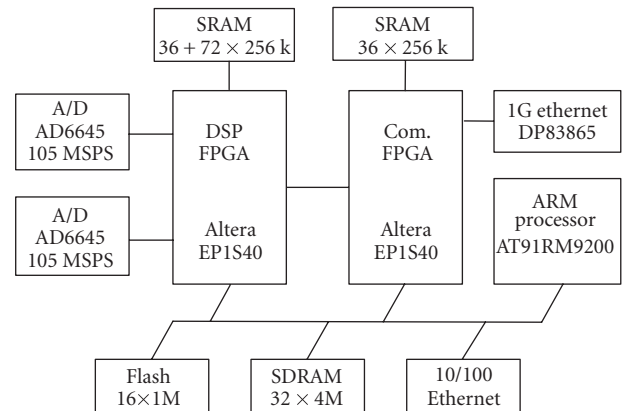 SRAM
36 + 72 × 256 k
SRAM
36 × 256 k
A/D
AD6645
105 MSPS
DSP
FPGA
Altera
EP1S40
Com.
FPGA
Altera
EP1S40
1G ethernet
DP83865
A/D
AD6645
105 MSPS
ARM
processor
AT91RM9200
Flash
16×1M
SDRAM
32 × 4M
10/100
Ethernet